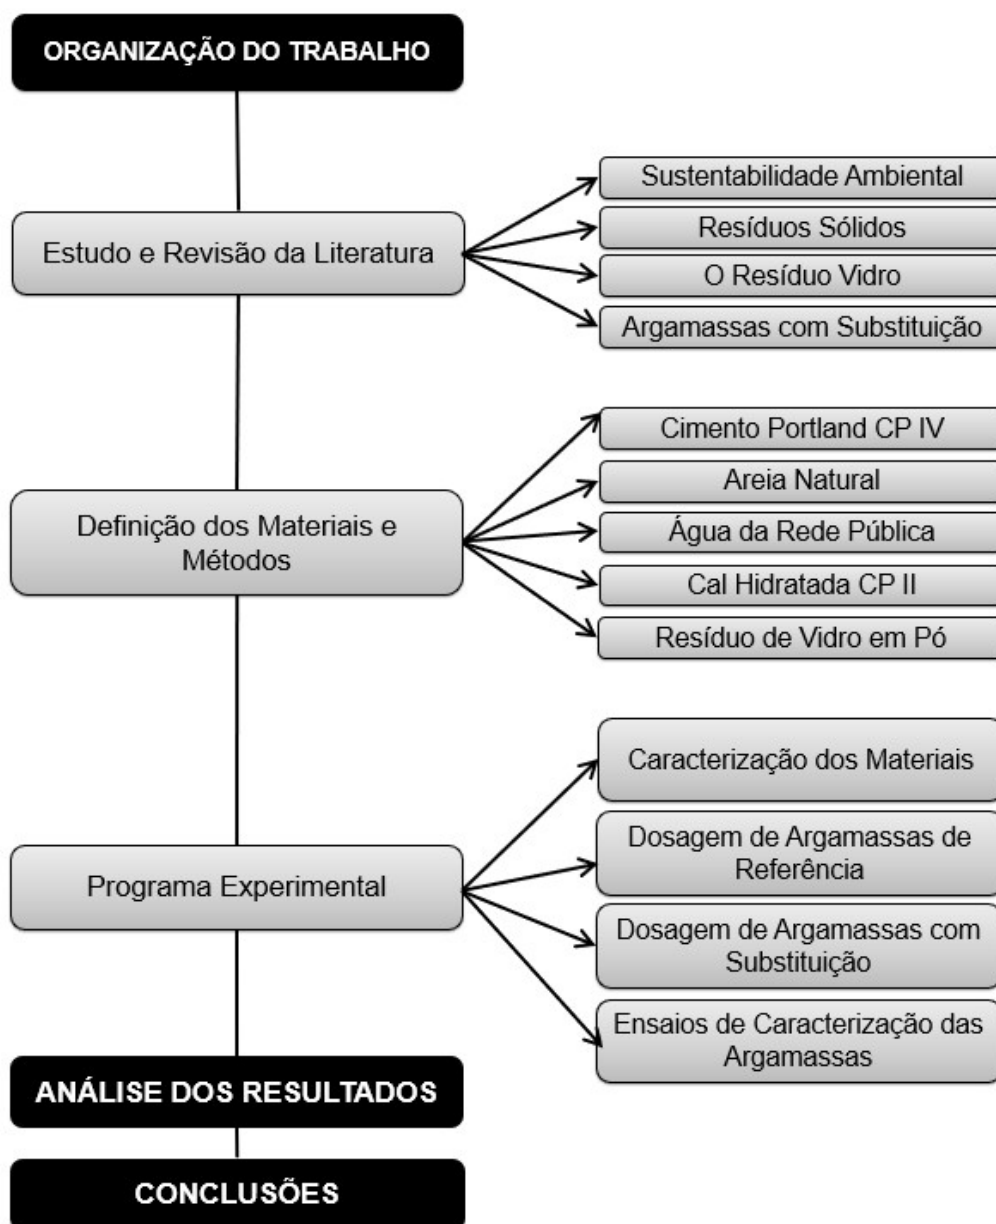 ORGANIZAÇÃO DO TRABALHO
Estudo e Revisão da Literatura
Sustentabilidade Ambiental
Resíduos Sólidos
O Resíduo Vidro
Argamassas com Substituição
Definição dos Materiais e
Métodos
Cimento Portland CP IV
Areia Natural
Água da Rede Pública
Cal Hidratada CP II
Resíduo de Vidro em Pó
Programa Experimental
Caracterização dos Materiais
Dosagem de Argamassas de
Referência
Dosagem de Argamassas com
Substituição
Ensaios de Caracterização das
Argamassas
ANÁLISE DOS RESULTADOS
CONCLUSÕES